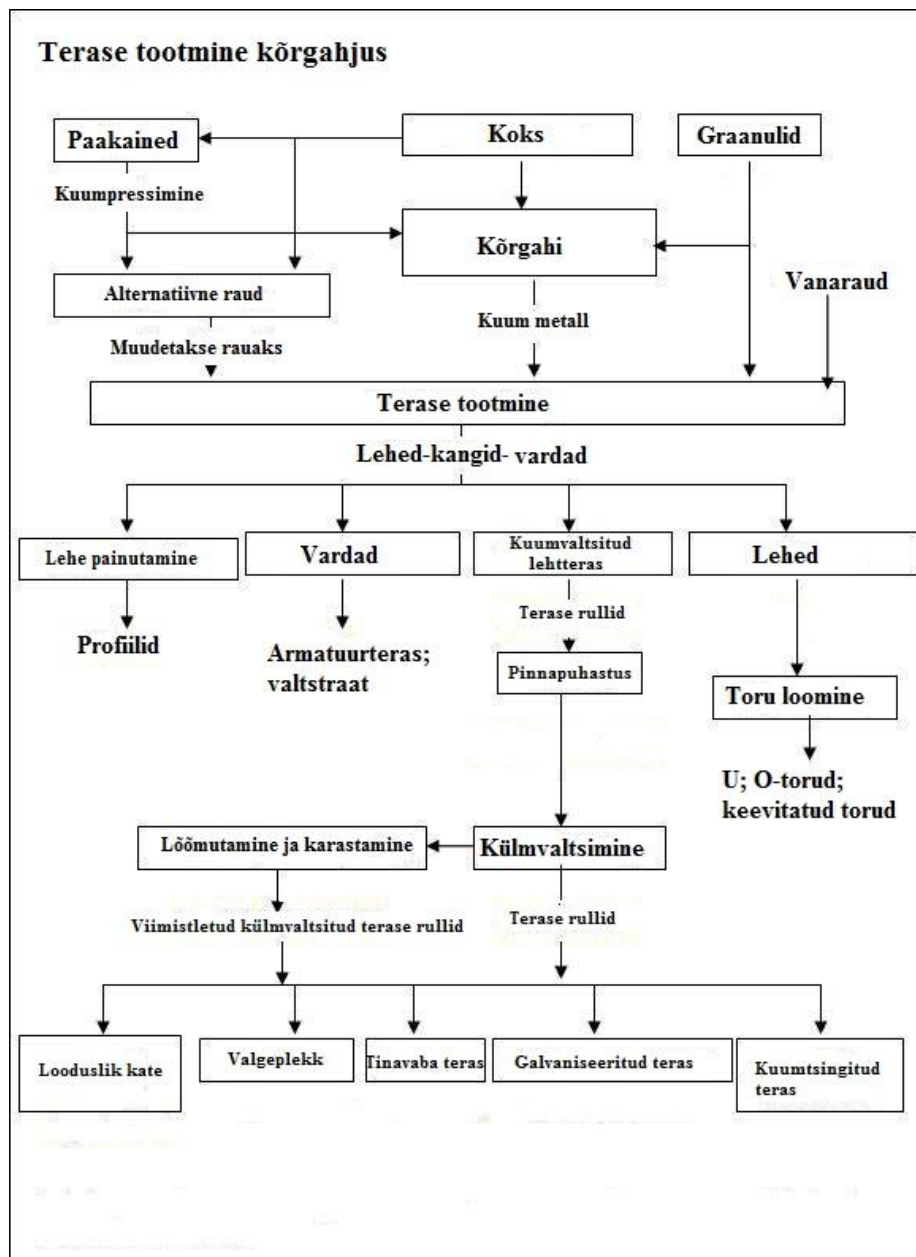 Terase tootmine kõrgahjus
Paakained
Koks
Graanulid
Kuumpressimine
Kõrgahi
Alternatiivne raud
Vanaraud
Kuum metall
Muudetakse rauaks
Terase tootmine
Lehed-kangid- vardad
Lehe painutamine
Vardad
Kuumvaltsitud
lehtteras
Lehed
Terase rullid
Profiilid
Armatuurteras;
valtstraat
Pinnapuhastus
Toru loomine
U; O-torud;
keevitatud torud
Lõõmutamine ja karastamine
Külmvaltsimine
Viimistletud külmvaltsitud terase rullid
Terase rullid
Looduslik kate
Valgeplekk
Tinavaba teras
Galvaniseeritud teras
Kuumtsingitud
teras